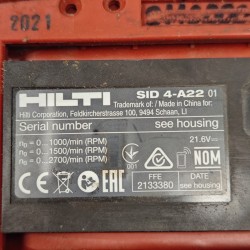 2021
HILTI SID 4-A22 01
Trademark of: / Made in China for:
Hilti Corporation, Feldkircherstrasse 100, 9494 Schaan, LI
Serial number see housing
n₀ = 0...1000/min (RPM) 21.6V
n₀ = 0...1500/min (RPM)
n₀ = 0...2700/min (RPM) NOM
CE EAC FFE DATE
2133380 see housing